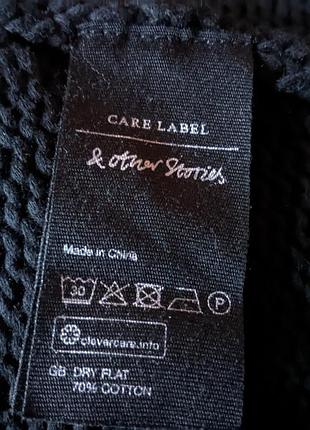 CARE LABEL
& other Stories
Made in China
30 P
clevercare.info
GB DRY FLAT
70% COTTON